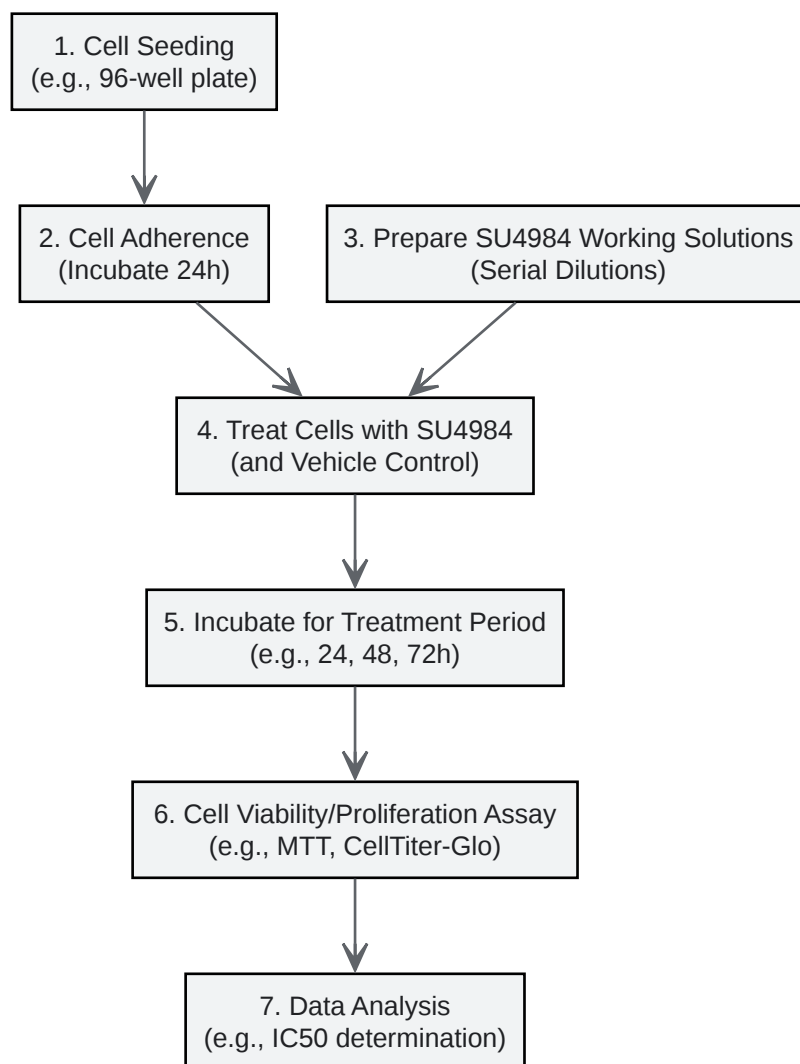 1. Cell Seeding
(e.g., 96-well plate)
2. Cell Adherence
(Incubate 24h)
3. Prepare SU4984 Working Solutions
(Serial Dilutions)
4. Treat Cells with SU4984
(and Vehicle Control)
5. Incubate for Treatment Period
(e.g., 24, 48, 72h)
6. Cell Viability/Proliferation Assay
(e.g., MTT, CellTiter-Glo)
7. Data Analysis
(e.g., IC50 determination)